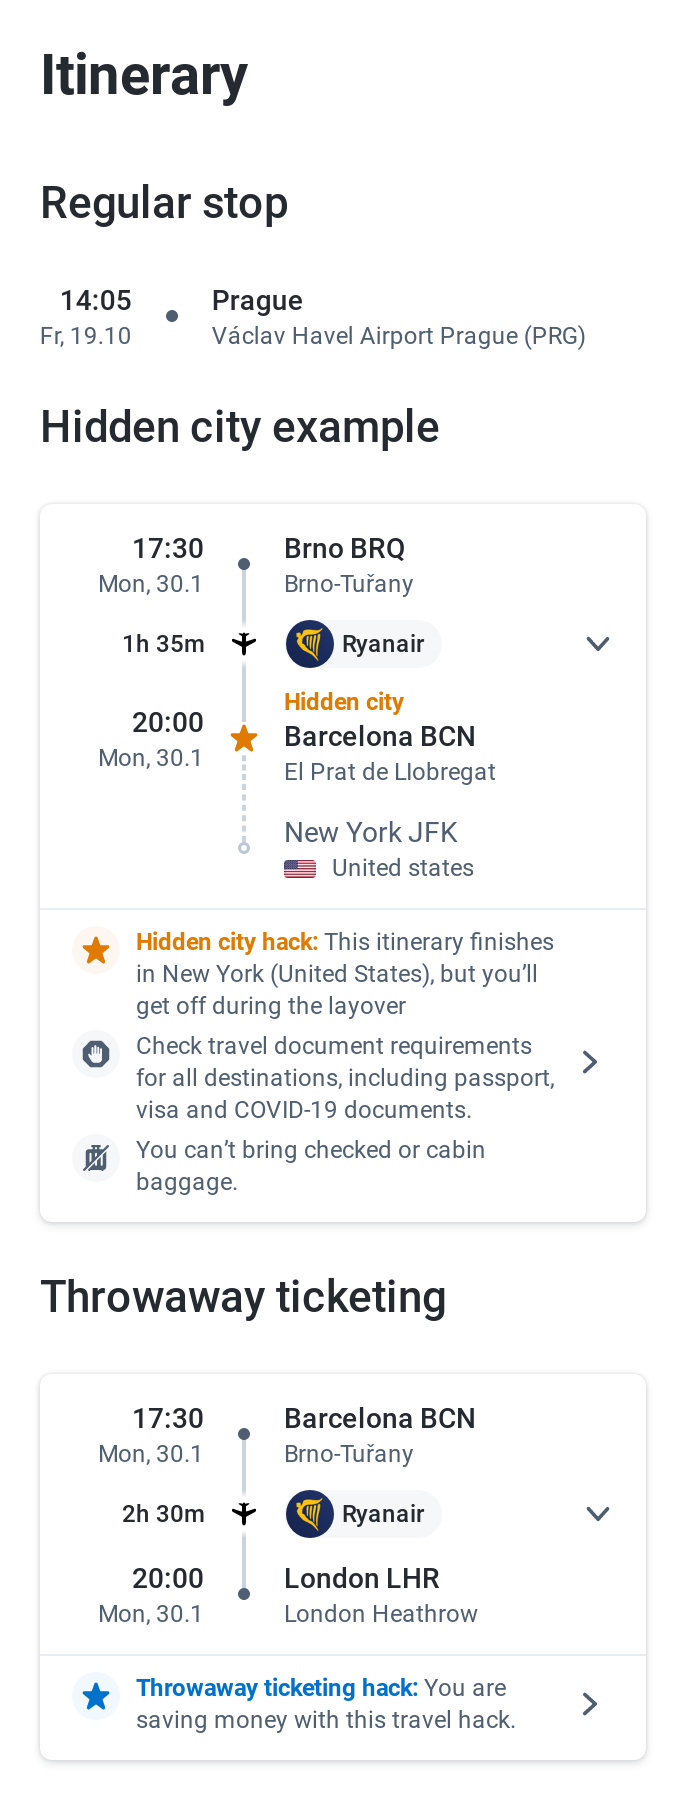 Itinerary
Regular stop
14:05
Prague
Fr, 19.10
Václav Havel Airport Prague (PRG)
Hidden city example
17:30
Brno BRQ
Mon, 30.1
Brno-Tuřany
1h 35m
Ryanair
Hidden city
20:00
Barcelona BCN
Mon, 30.1
El Prat de Llobregat
New York JFK
United states
Hidden city hack: This itinerary finishes
in New York (United States), but you’ll
get off during the layover
Check travel document requirements
for all destinations, including passport,
visa and COVID-19 documents.
You can’t bring checked or cabin
baggage.
Throwaway ticketing
17:30
Barcelona BCN
Mon, 30.1
Brno-Tuřany
2h 30m
Ryanair
20:00
London LHR
Mon, 30.1
London Heathrow
Throwaway ticketing hack: You are
saving money with this travel hack.